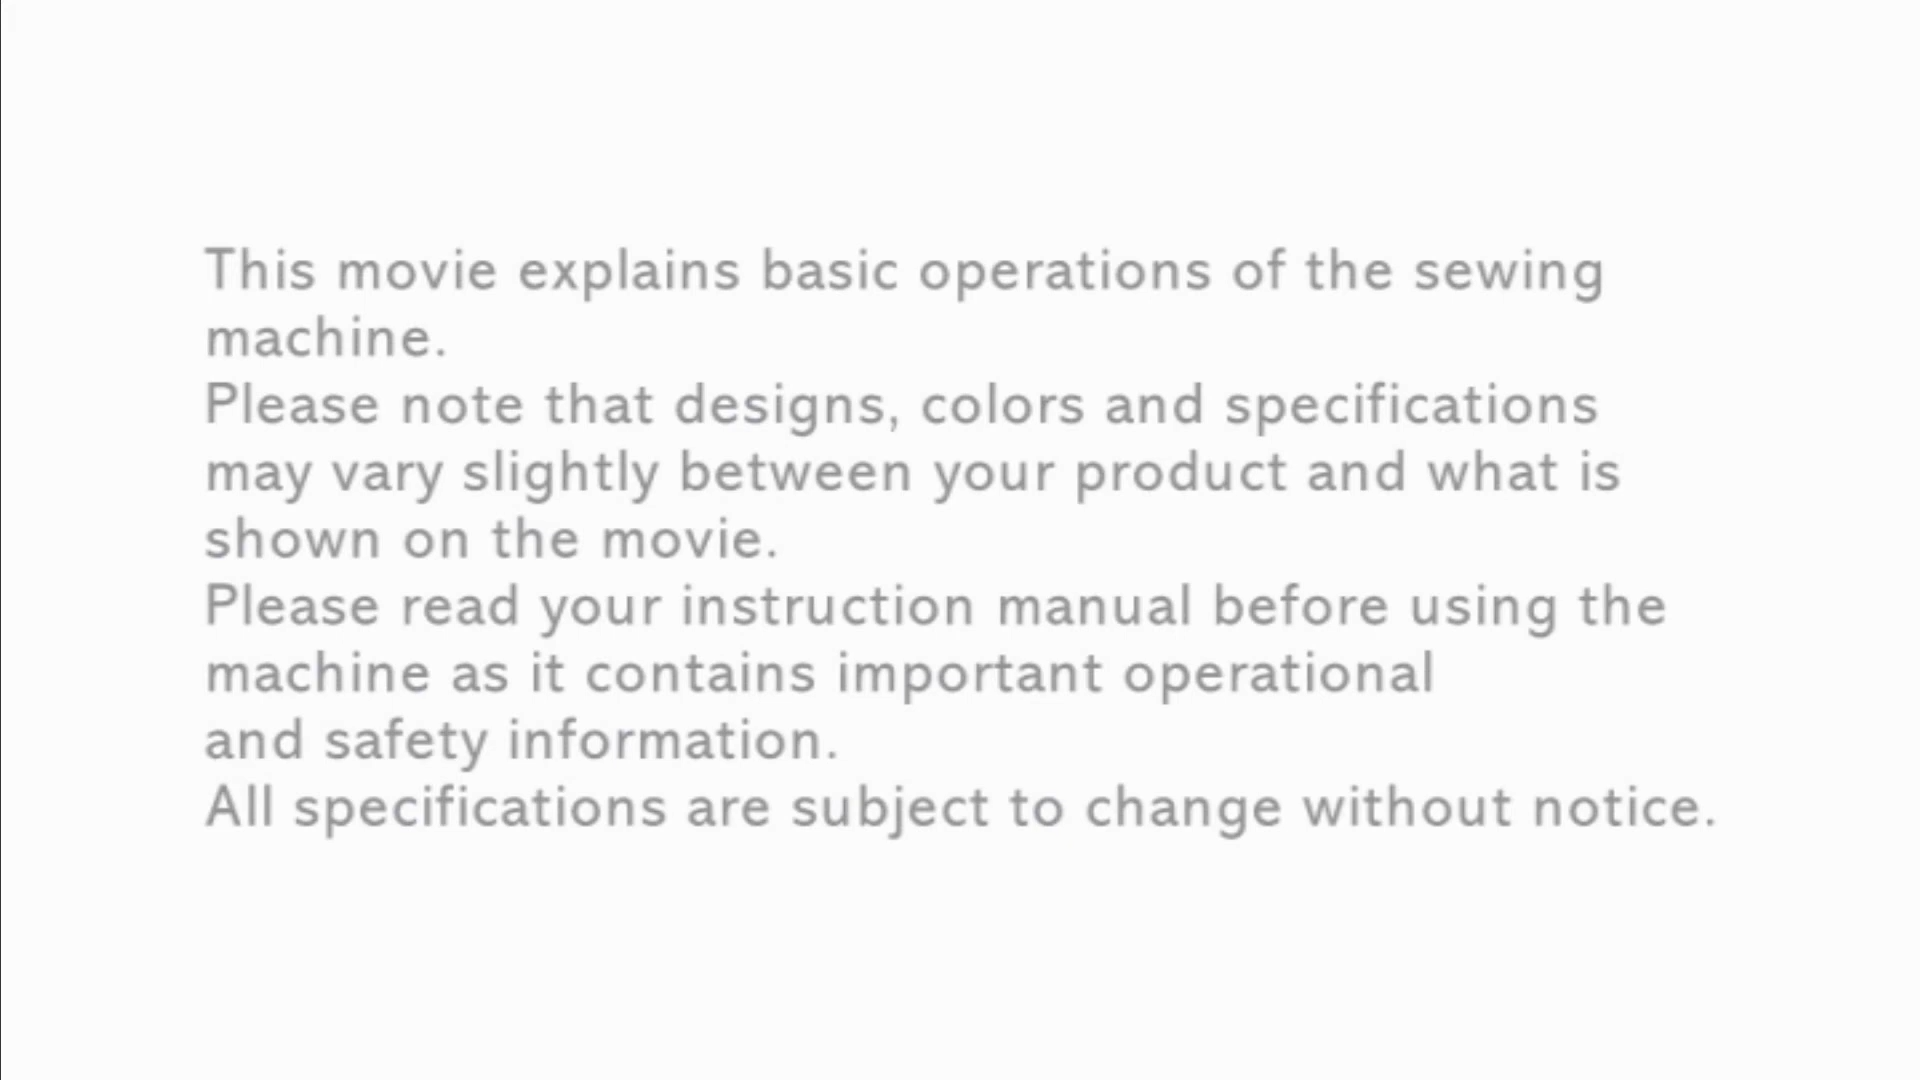 This movie explains basic operations of the sewing
machine.
Please note that designs, colors and specifications
may vary slightly between your product and what is
shown on the movie.
Please read your instruction manual before using the
machine as it contains important operational
and safety information.
All specifications are subject to change without notice.